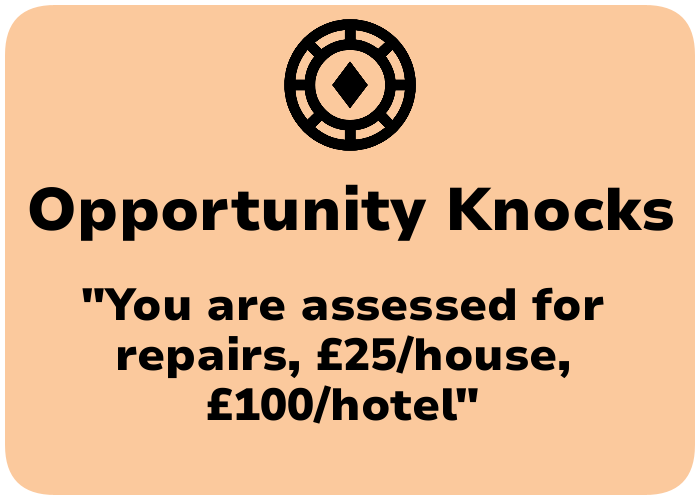 Opportunity Knocks
"You are assessed for
repairs, £25/house,
£100/hotel"